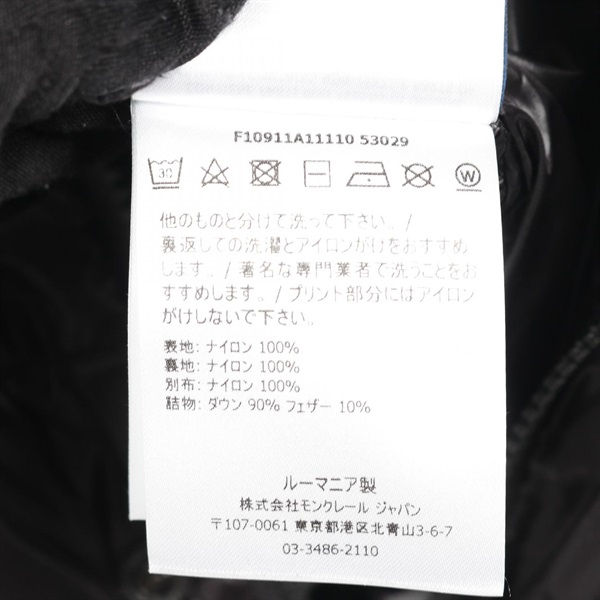 F10911A11110 53029
30 W
他のものと分けて洗って下さい。/
裏返しての洗濯とアイロンがけをおすすめ
します。/ 著名な専門業者で洗うことをお
すすめします。/ プリント部分にはアイロン
がけしないで下さい。
表地: ナイロン 100%
裏地: ナイロン 100%
別布: ナイロン 100%
詰物: ダウン 90% フェザー 10%
ルーマニア製
株式会社モンクレール ジャパン
〒107-0061 東京都港区北青山3-6-7
03-3486-2110